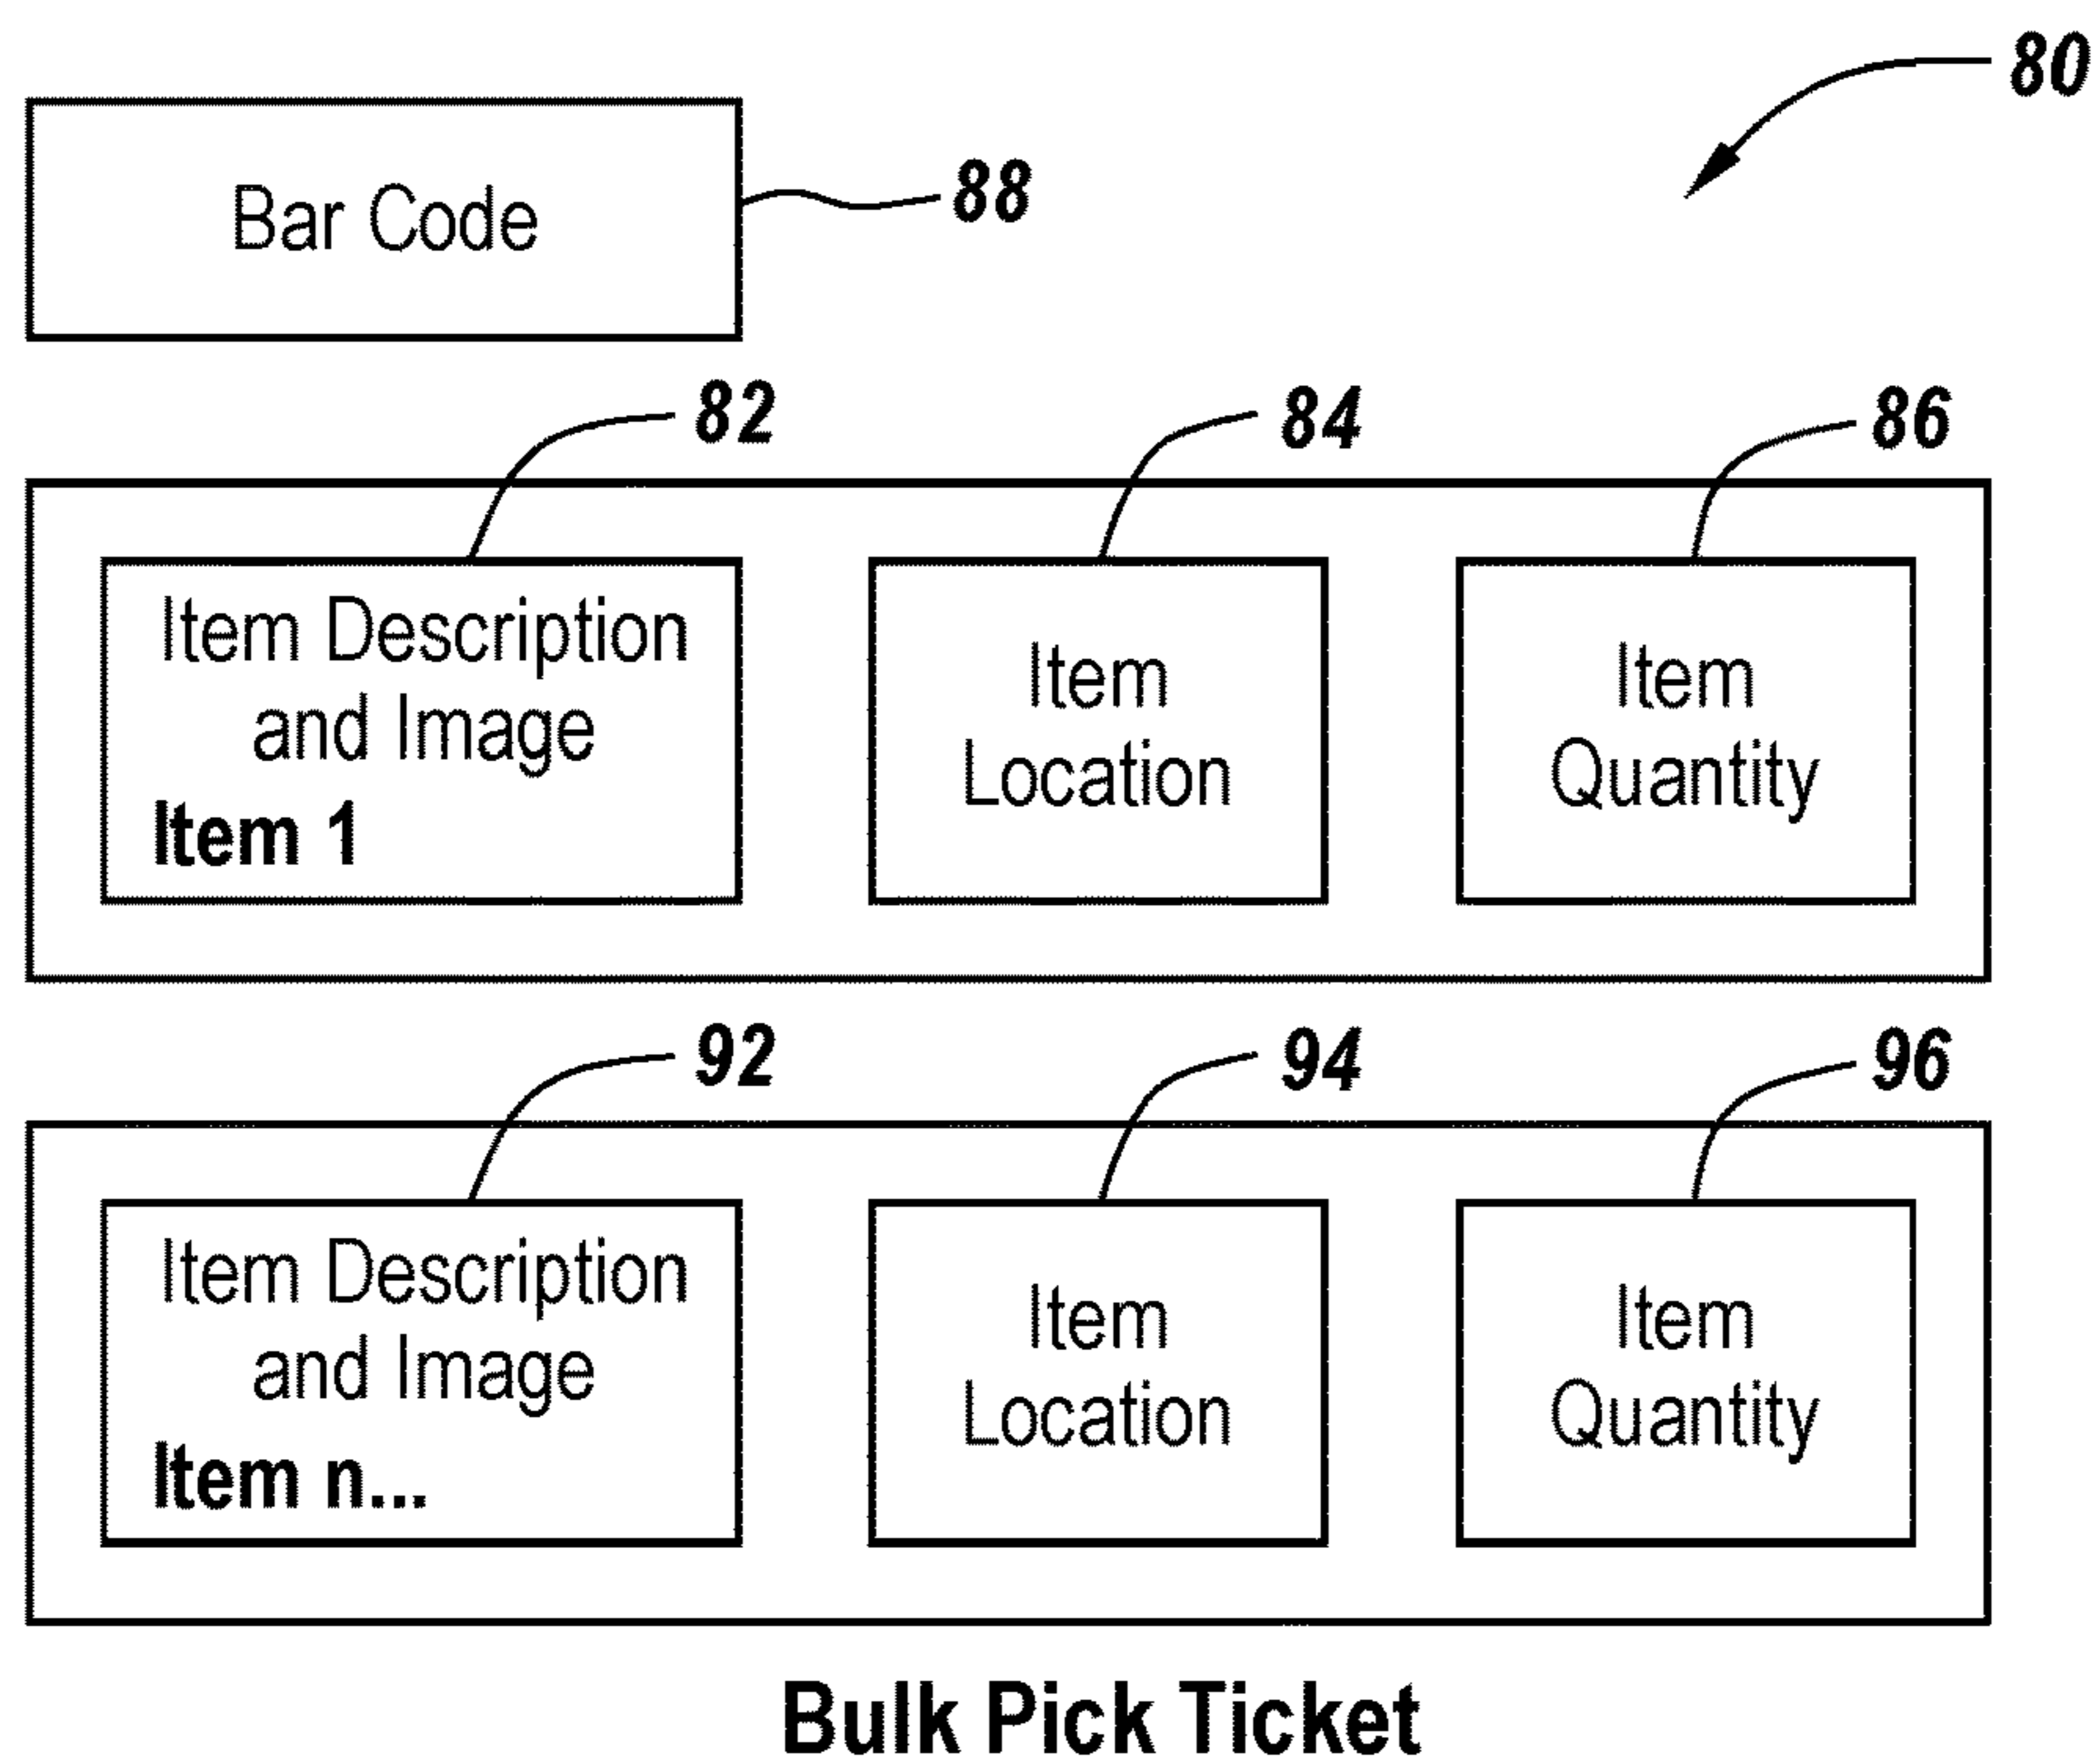 80
Bar Code
88
82
84
86
Item Description
and Image
Item 1
Item
Location
Item
Quantity
92
94
96
Item Description
and Image
Item n...
Item
Location
Item
Quantity
Bulk Pick Ticket